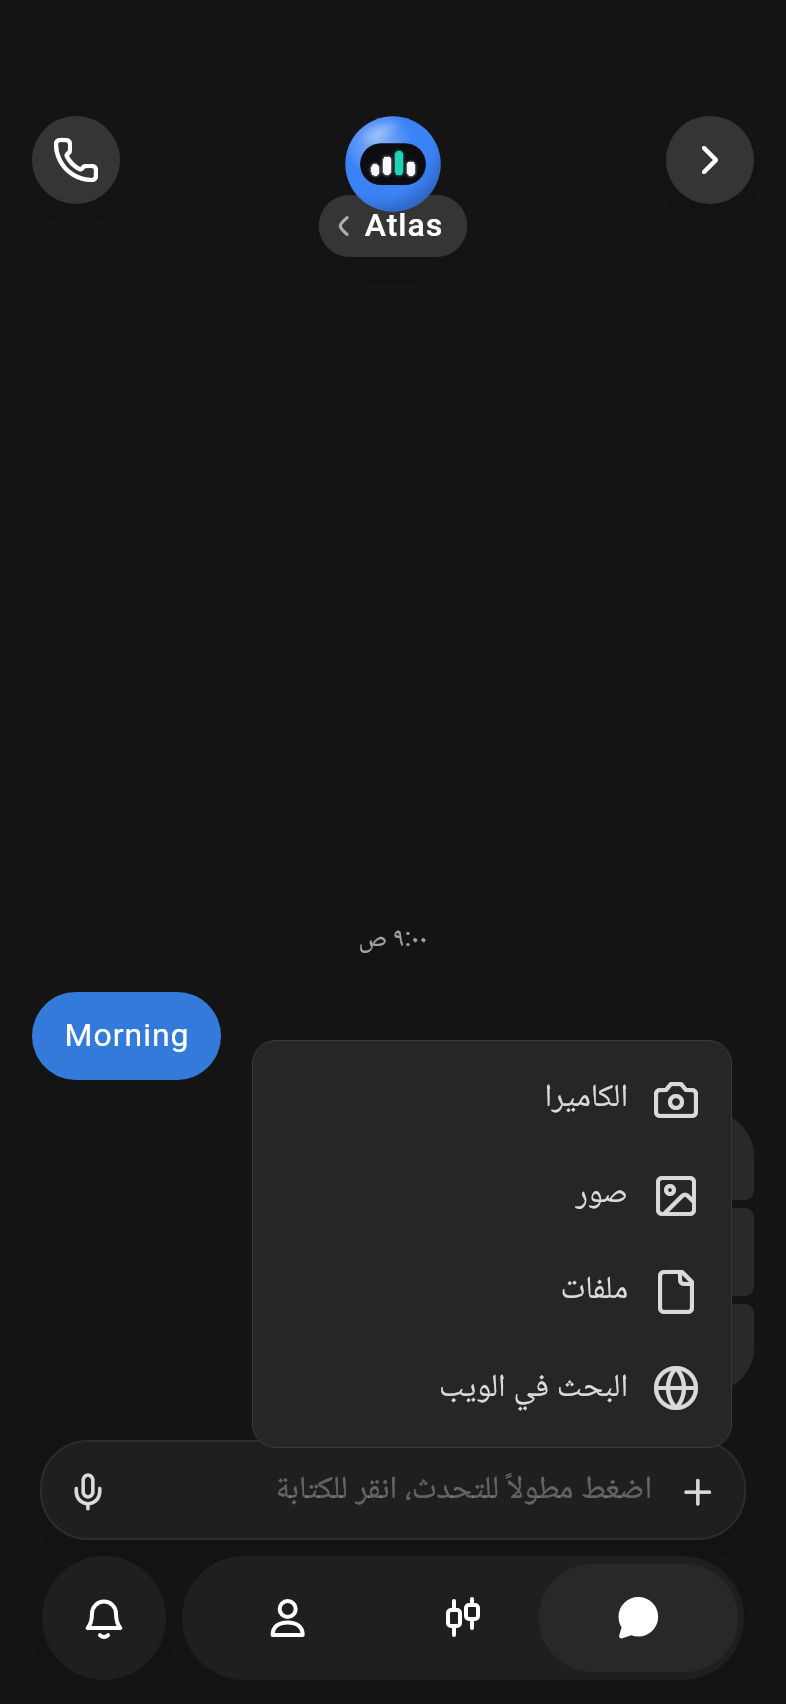 Atlas
٩:٠٠ ص
Morning
الكاميرا
صور
ملفات
البحث في الويب
اضغط مطولاً للتحدث، انقر للكتابة